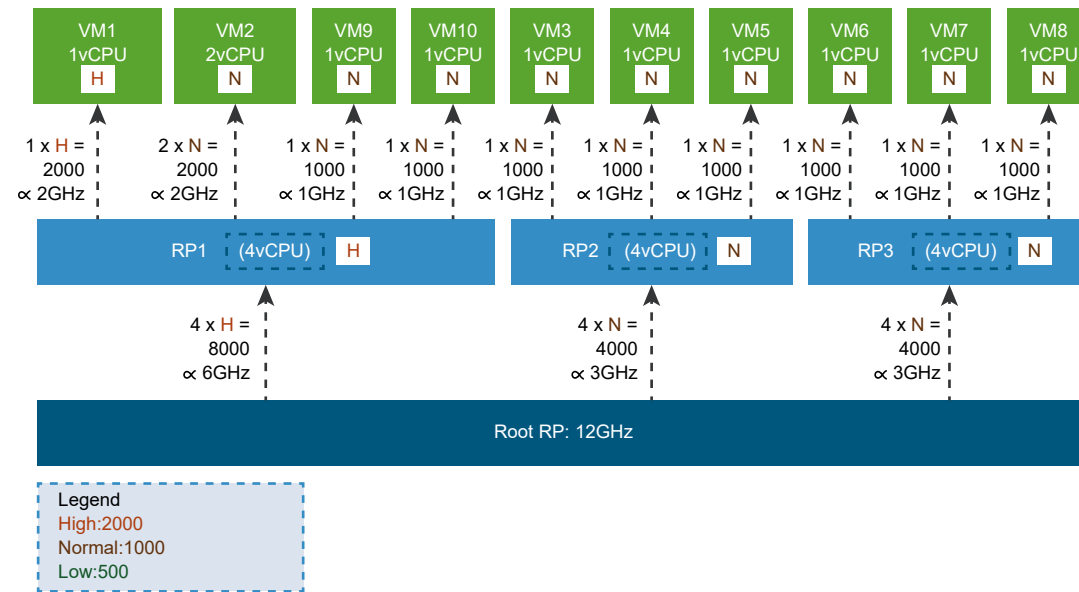 VM1
1vCPU
H
VM2
2vCPU
N
VM9
1vCPU
N
VM10
1vCPU
N
VM3
1vCPU
N
VM4
1vCPU
N
VM5
1vCPU
N
VM6
1vCPU
N
VM7
1vCPU
N
VM8
1vCPU
N
1 x H =
2000
∝ 2GHz
2 x N =
2000
∝ 2GHz
1 x N =
1000
∝ 1GHz
1 x N =
1000
∝ 1GHz
1 x N =
1000
∝ 1GHz
1 x N =
1000
∝ 1GHz
1 x N =
1000
∝ 1GHz
1 x N =
1000
∝ 1GHz
1 x N =
1000
∝ 1GHz
1 x N =
1000
∝ 1GHz
RP1 (4vCPU) H
RP2 (4vCPU) N
RP3 (4vCPU) N
4 x H =
8000
∝ 6GHz
4 x N =
4000
∝ 3GHz
4 x N =
4000
∝ 3GHz
Root RP: 12GHz
Legend
High:2000
Normal:1000
Low:500